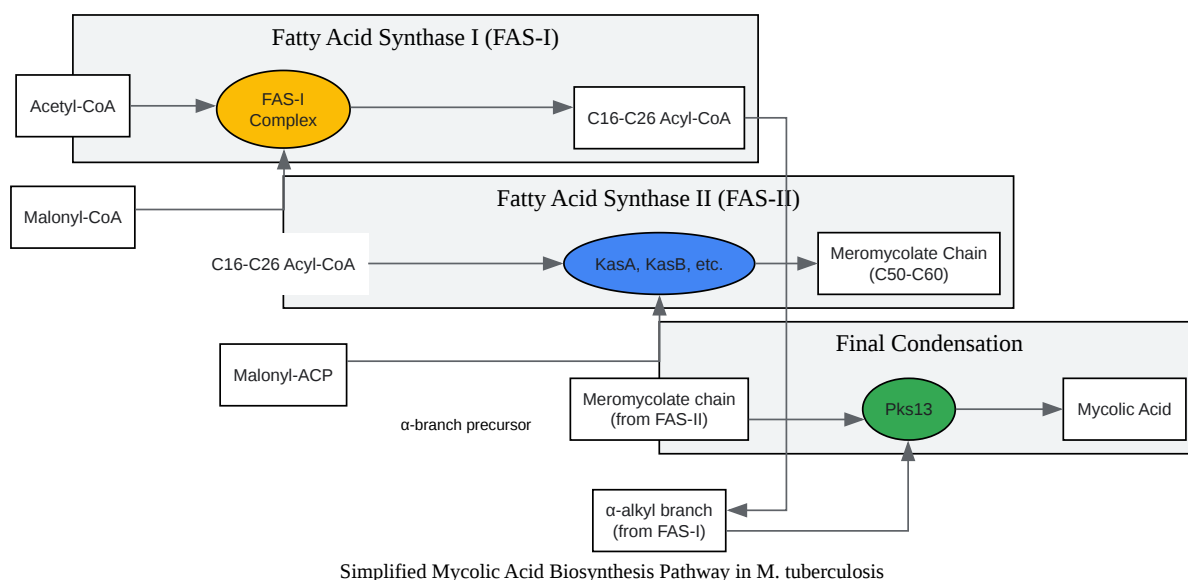 Fatty Acid Synthase I (FAS-I)
Acetyl-CoA
FAS-I
Complex
C16-C26 Acyl-CoA
Malonyl-CoA
Fatty Acid Synthase II (FAS-II)
C16-C26 Acyl-CoA
KasA, KasB, etc.
Meromycolate Chain
(C50-C60)
Malonyl-ACP
Final Condensation
Meromycolate chain
(from FAS-II)
Pks13
Mycolic Acid
α-branch precursor
α-alkyl branch
(from FAS-I)
Simplified Mycolic Acid Biosynthesis Pathway in M. tuberculosis